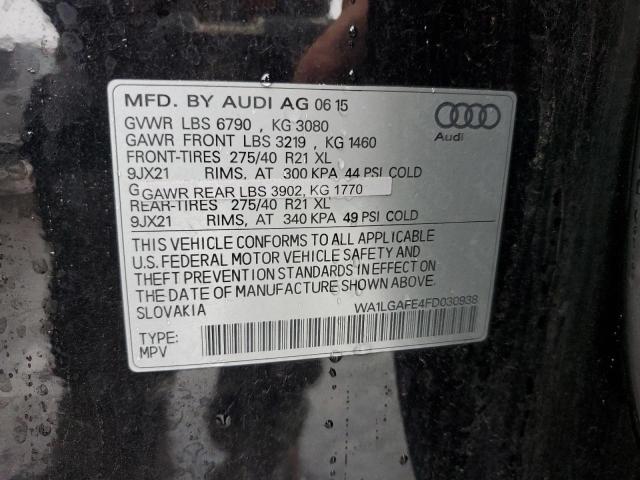 MFD. BY AUDI AG 06 15
GVWR LBS 6790 , KG 3080
GAWR FRONT LBS 3219 , KG 1460
FRONT-TIRES 275/40 R21 XL
9JX21 RIMS, AT 300 KPA 44 PSI COLD
G GAWR REAR LBS 3902, KG 1770
REAR-TIRES 275/40 R21 XL
9JX21 RIMS, AT 340 KPA 49 PSI COLD
THIS VEHICLE CONFORMS TO ALL APPLICABLE
U.S. FEDERAL MOTOR VEHICLE SAFETY AND
THEFT PREVENTION STANDARDS IN EFFECT ON
THE DATE OF MANUFACTURE SHOWN ABOVE.
SLOVAKIA
WA1LGAFE4FD030938
TYPE:
MPV
Audi